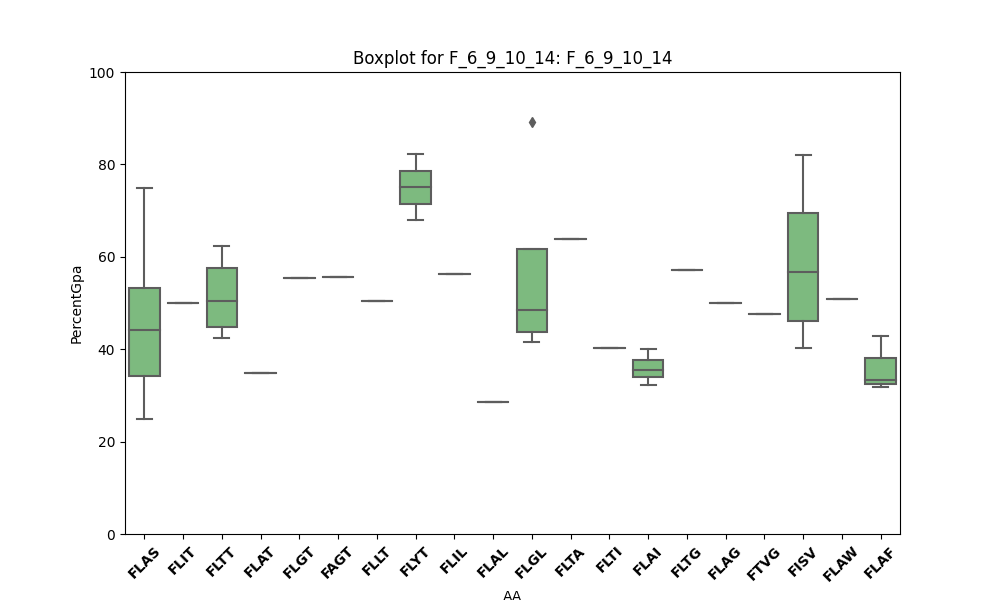 Boxplot for F_6_9_10_14: F_6_9_10_14
100
80
60
40
20
0
PercentGpa
FLAS FLIT FLTT FLAT FLGT FAGT FLLT FLYT FLIL FLAL FLGL FLTA FLTI FLAI FLTG FLAG FTVG FISV FLAW FLAF
AA